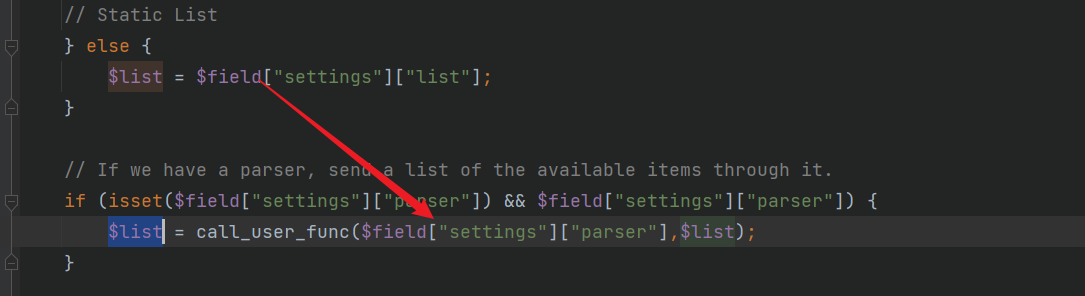 // Static List
} else {
$list = $field["settings"]["list"];
}
// If we have a parser, send a list of the available items through it.
if (isset($field["settings"]["parser"]) && $field["settings"]["parser"]) {
$list = call_user_func($field["settings"]["parser"],$list);
}